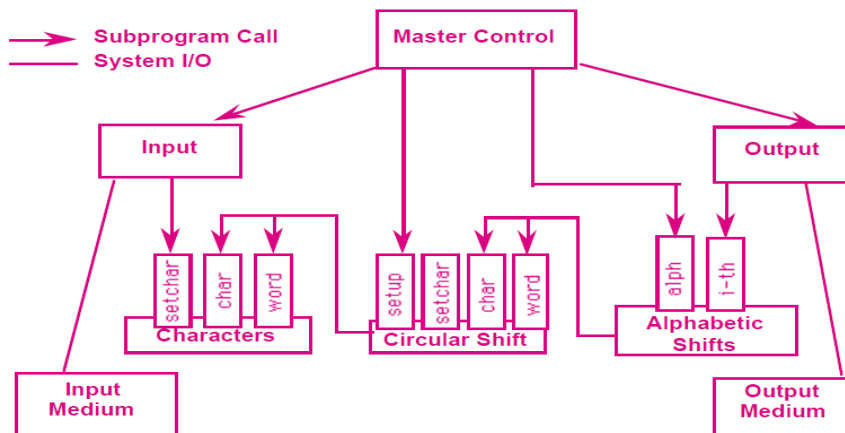 Subprogram Call
System I/O
Master Control
Input
Output
setchar
char
word
setup
setchar
char
word
alph
i-th
Characters
Circular Shift
Alphabetic
Shifts
Input
Medium
Output
Medium